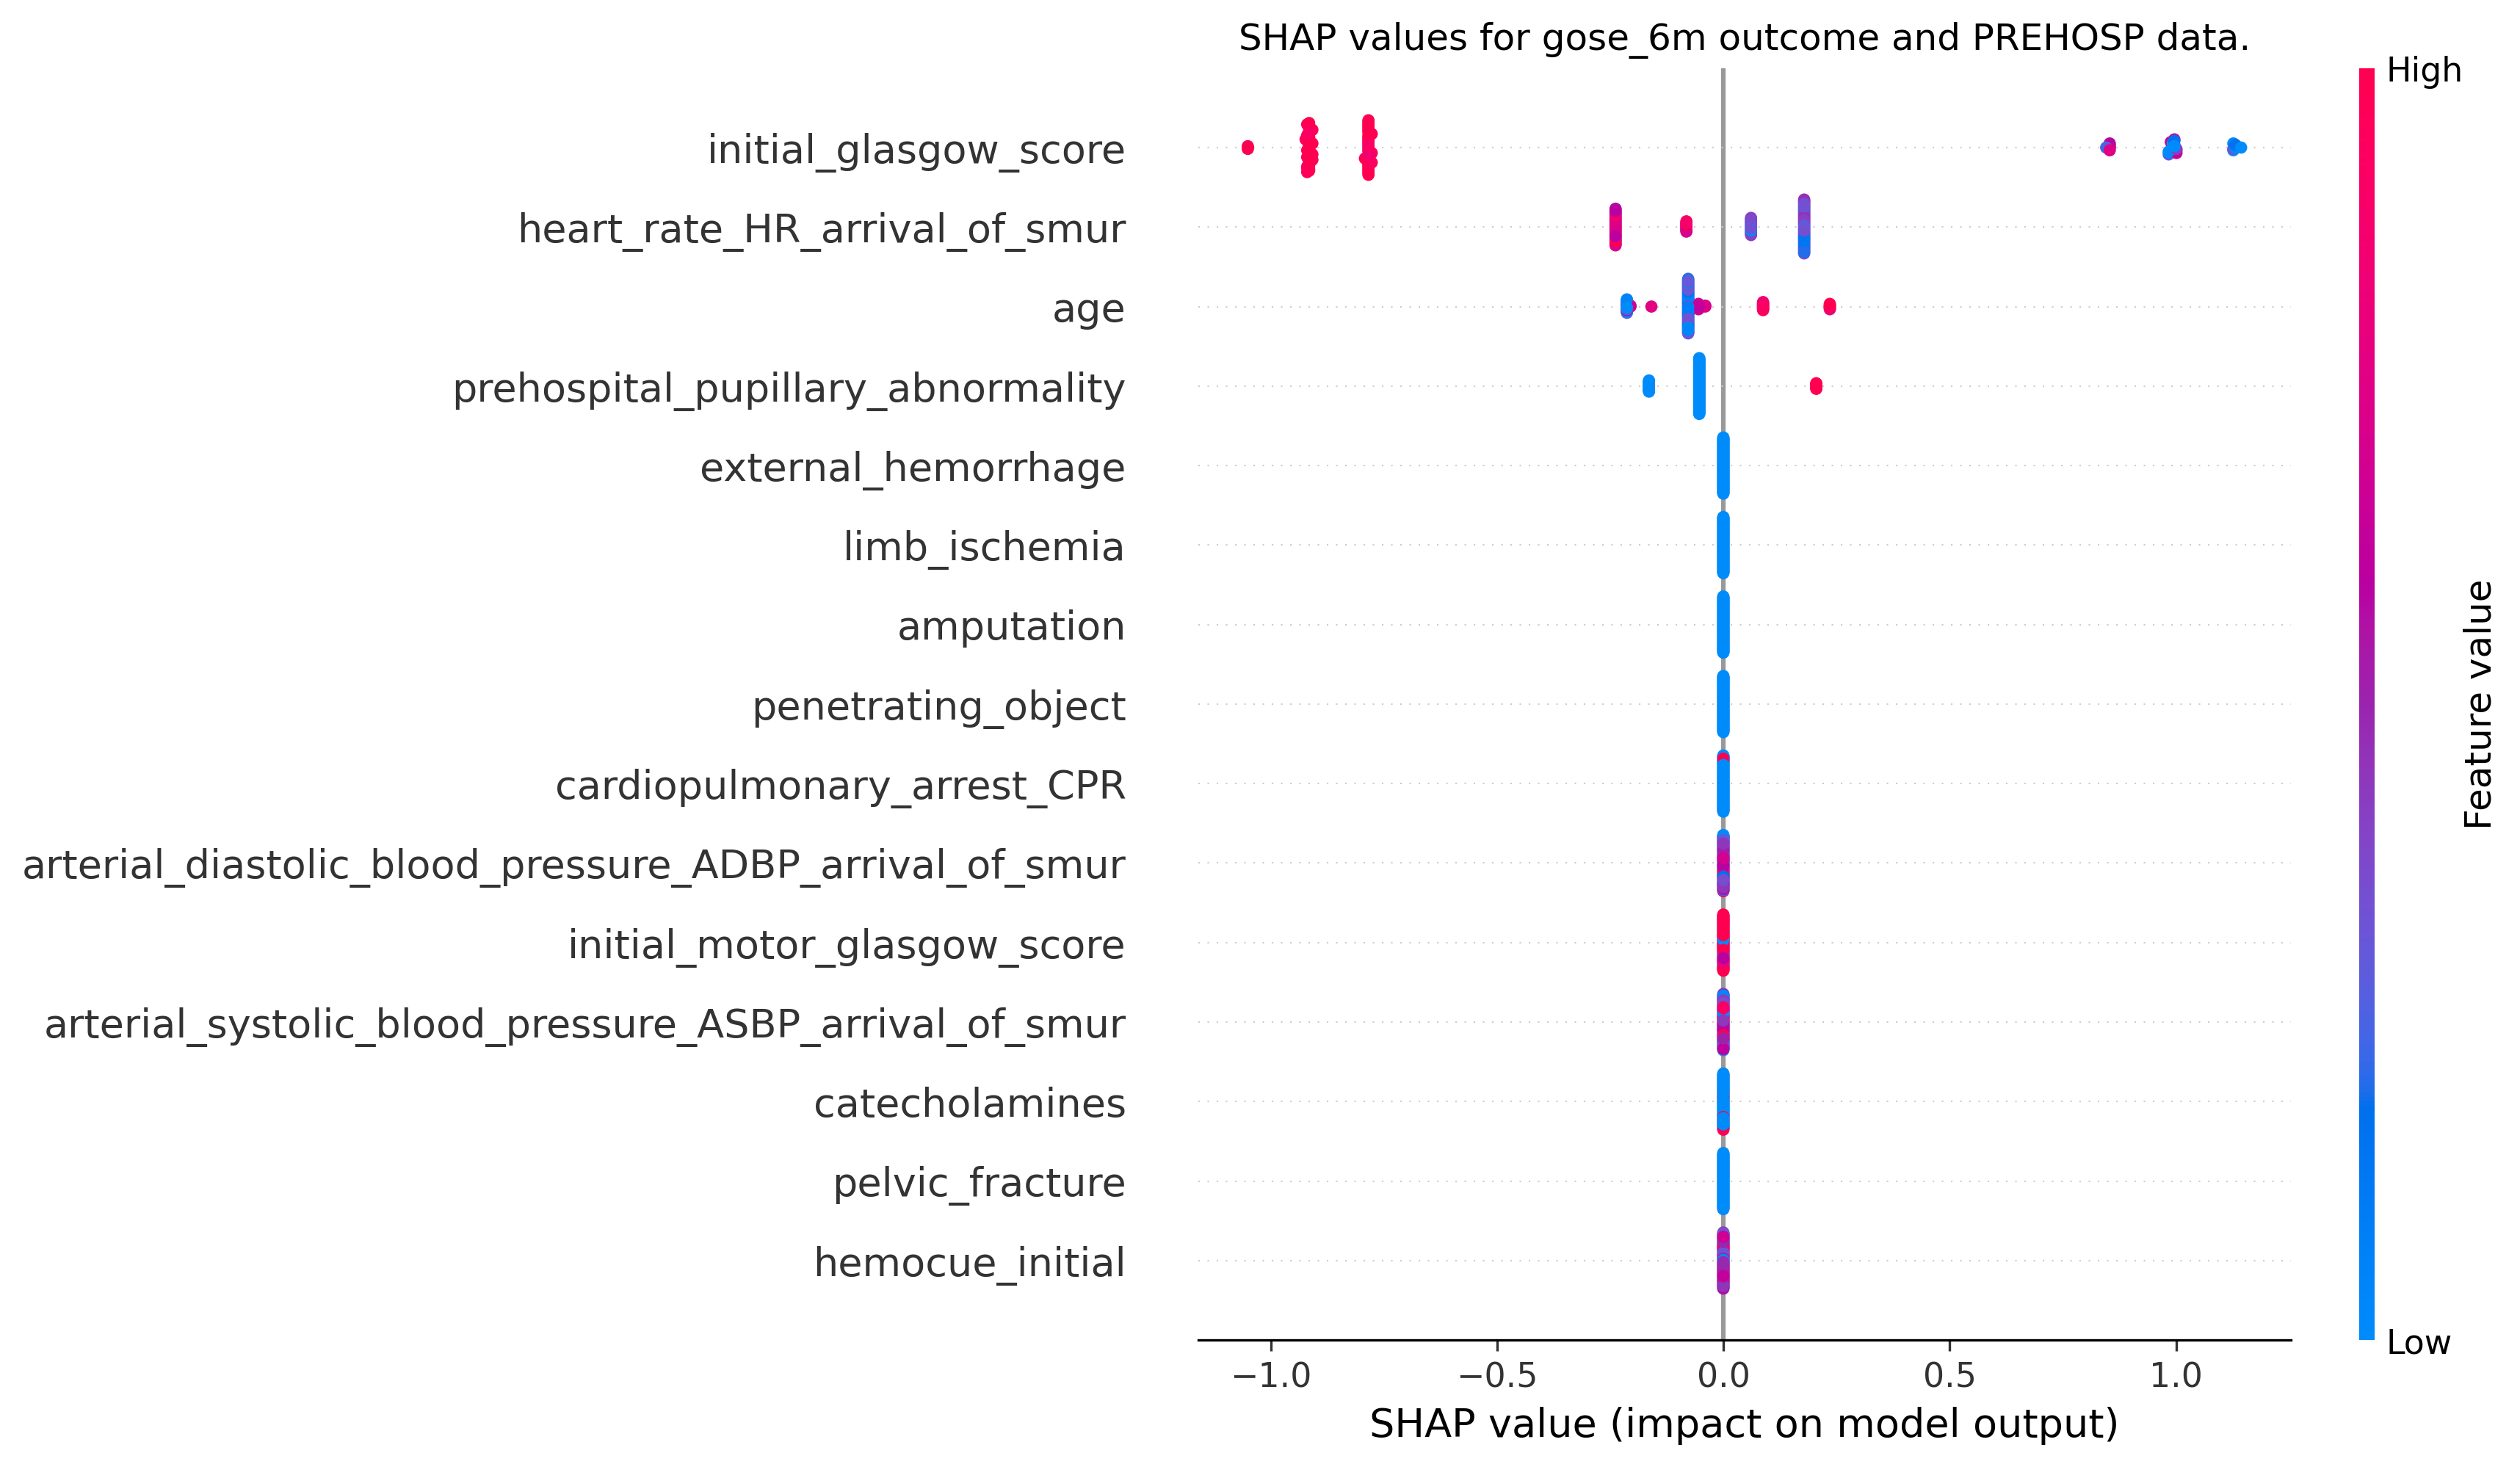 SHAP values for gose_6m outcome and PREHOSP data.
High
initial_glasgow_score
heart_rate_HR_arrival_of_smur
age
prehospital_pupillary_abnormality
external_hemorrhage
limb_ischemia
amputation
penetrating_object
cardiopulmonary_arrest_CPR
arterial_diastolic_blood_pressure_ADBP_arrival_of_smur
initial_motor_glasgow_score
arterial_systolic_blood_pressure_ASBP_arrival_of_smur
catecholamines
pelvic_fracture
hemocue_initial
Feature value
Low
−1.0 −0.5 0.0 0.5 1.0
SHAP value (impact on model output)